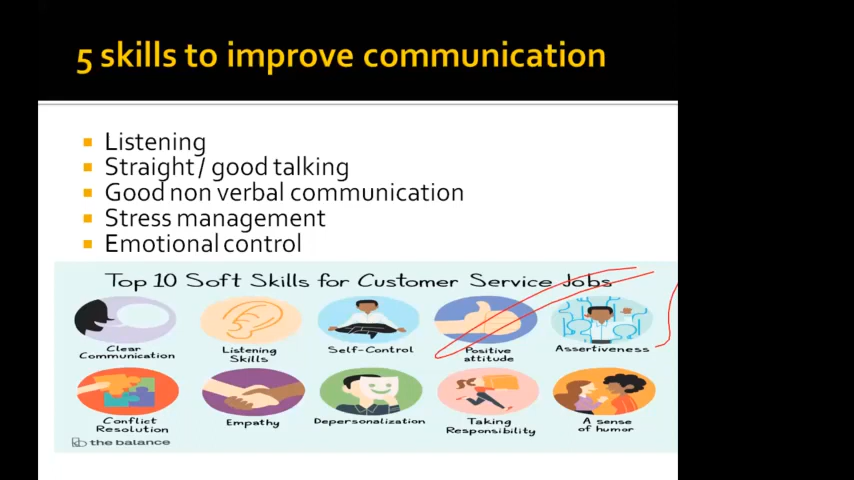 5 skills to improve communication
Listening
Straight/ good talking
Good non verbal communication
Stress management
Emotional control
Top 10 Soft Skills for Customer Service Jobs
Clear Communication
Listening Skills
Self-Control
Positive attitude
Assertiveness
Conflict Resolution
Empathy
Depersonalization
Taking Responsibility
A sense of humor
the balance